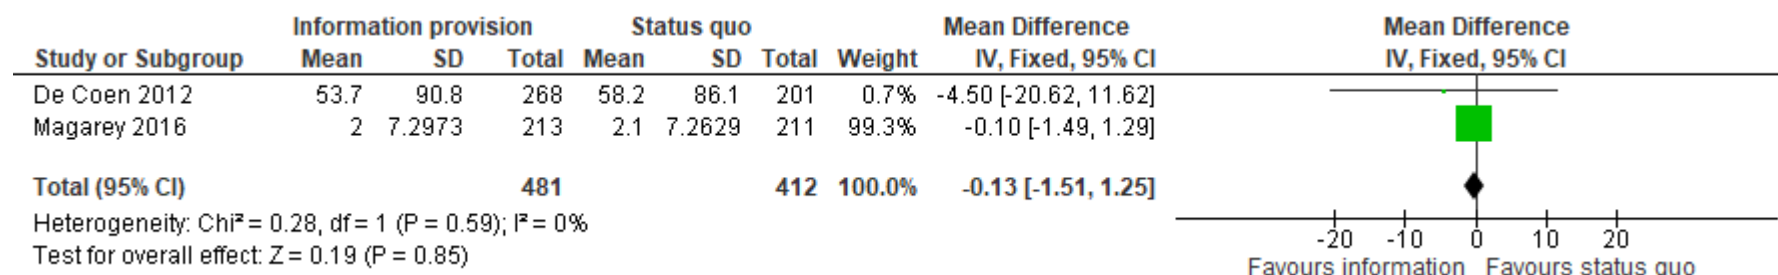 Information provision Status quo Mean Difference Mean Difference
Study or Subgroup Mean SD Total Mean SD Total Weight IV, Fixed, 95% CI IV, Fixed, 95% CI
De Coen 2012 53.7 90.8 268 58.2 86.1 201 0.7% -4.50 [-20.62, 11.62]
Magarey 2016 2 7.2973 213 2.1 7.2629 211 99.3% -0.10 [-1.49, 1.29]
Total (95% CI) 481 412 100.0% -0.13 [-1.51, 1.25]
Heterogeneity: Chi² = 0.28, df = 1 (P = 0.59); I² = 0%
Test for overall effect: Z = 0.19 (P = 0.85)
-20 -10 0 10 20
Favours information Favours status quo